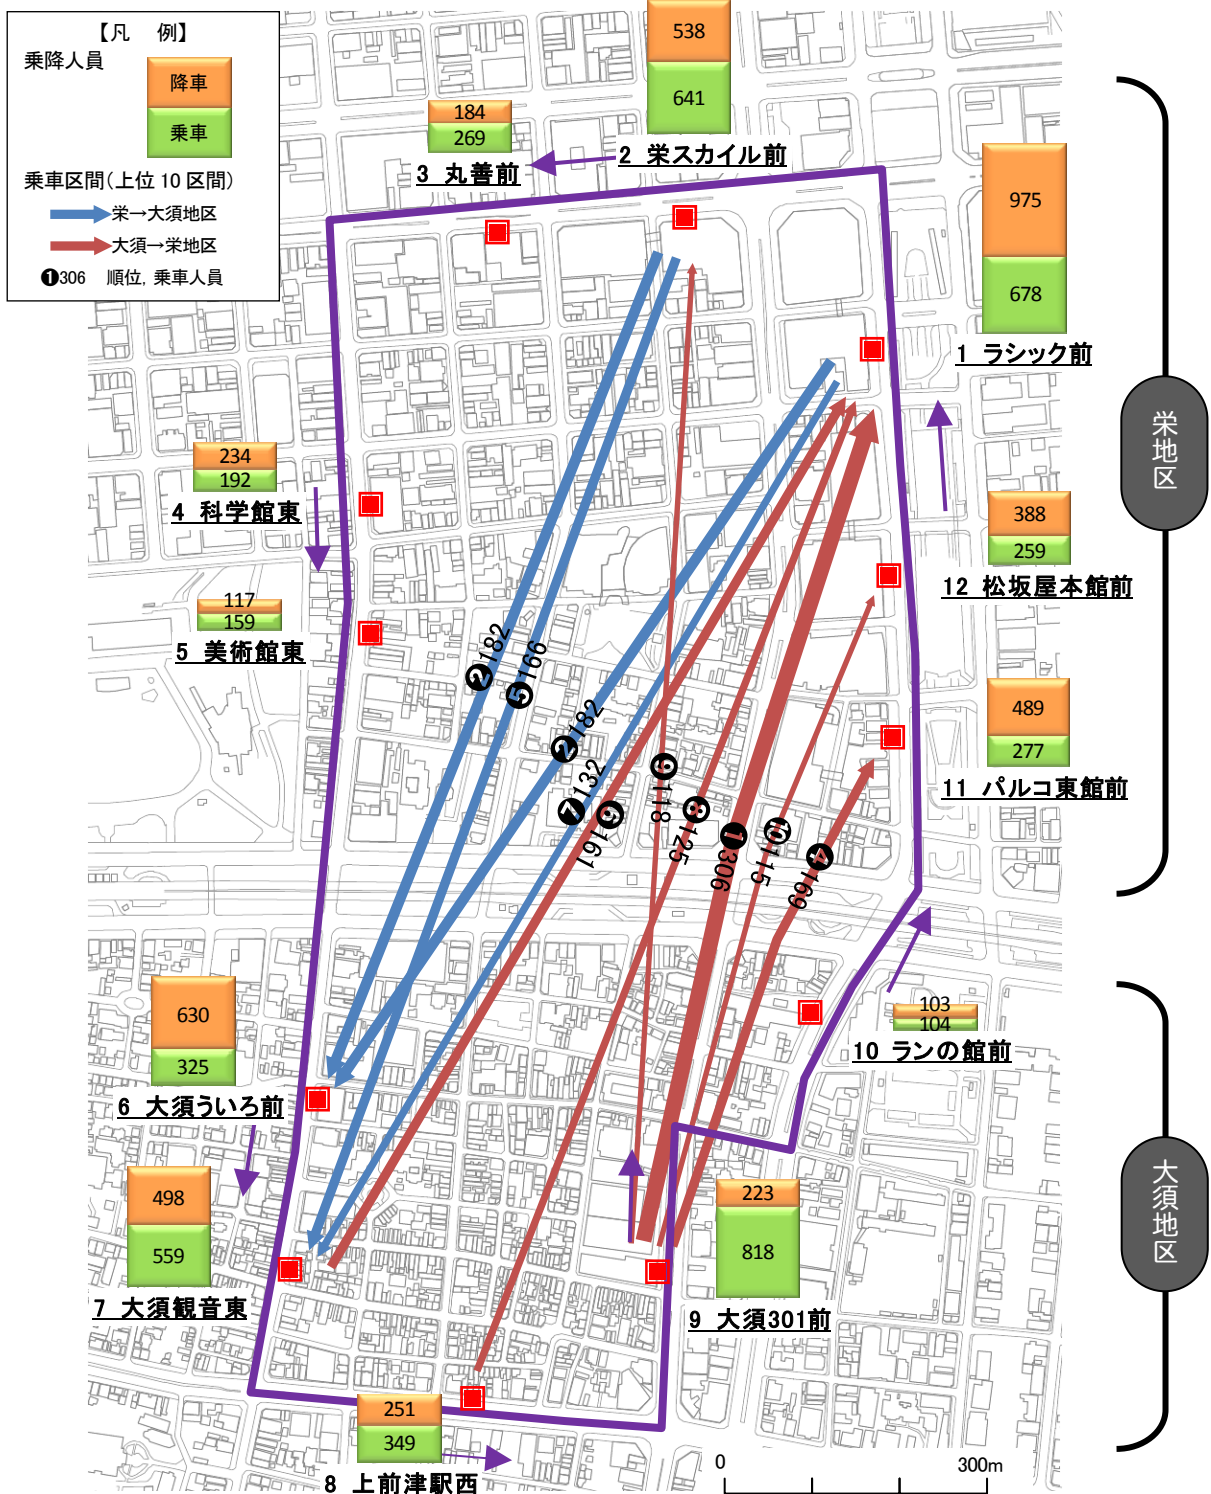 【凡　例】
乗降人員
降車
乗車
乗車区間(上位 10 区間)
栄→大須地区
大須→栄地区
❶306　順位, 乗車人員
538
641
2 栄スカイル前
184
269
3 丸善前
975
678
1 ラシック前
栄地区
234
192
4 科学館東
388
259
12 松坂屋本館前
117
159
5 美術館東
489
277
11 パルコ東館前
❷182
❺166
❷182
❼132
❻161
❾118
❽125
❶306
❿115
❹169
630
325
6 大須ういろ前
103
104
10 ランの館前
大須地区
498
559
7 大須観音東
223
818
9 大須301前
251
349
8 上前津駅西
0
300m